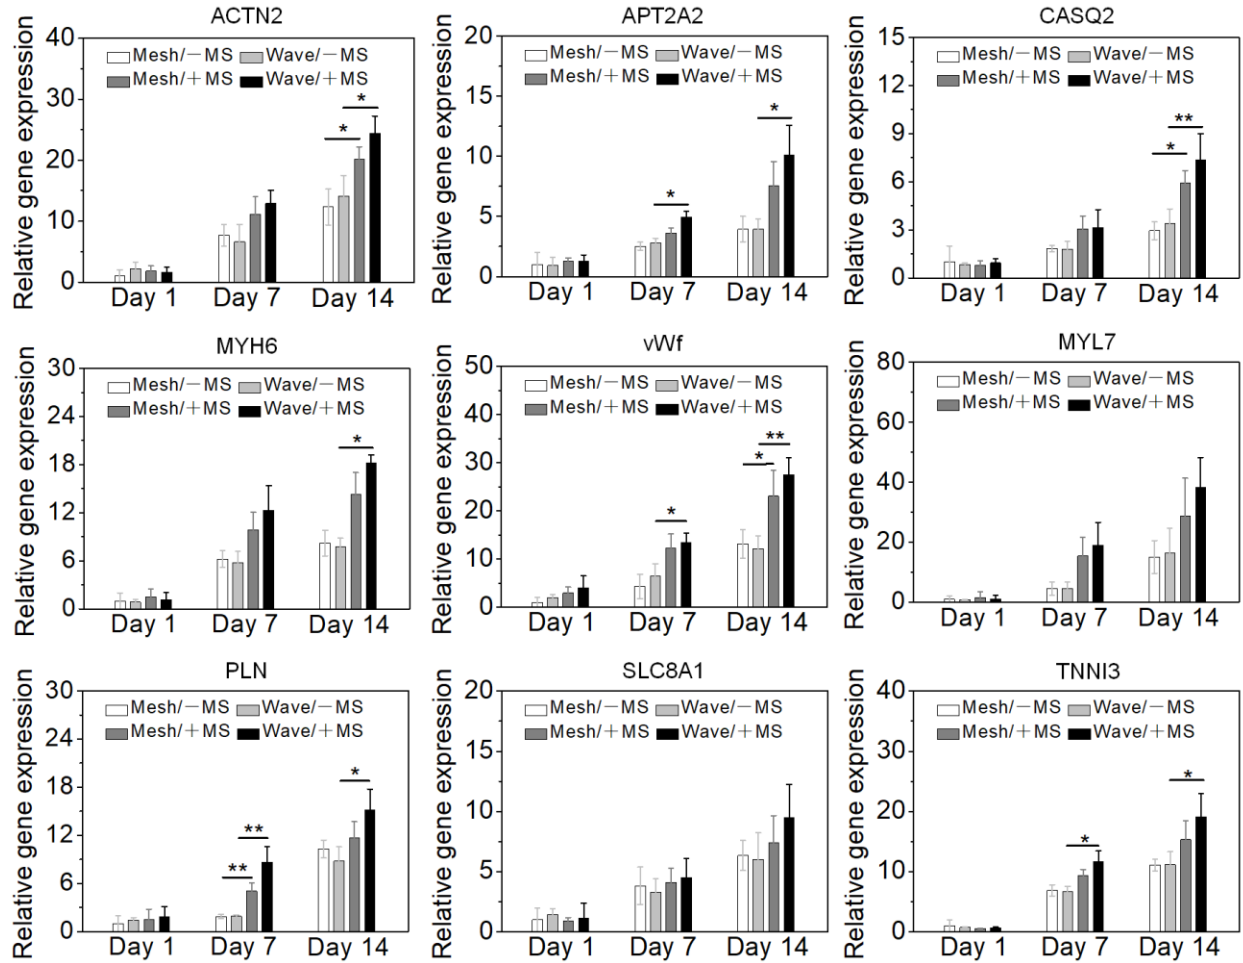 ACTN2
Relative gene expression
40
30
20
10
0
Mesh/−MS Wave/−MS
Mesh/+MS Wave/+MS
*
*
Day 1 Day 7 Day 14
APT2A2
Relative gene expression
20
15
10
5
0
Mesh/−MS Wave/−MS
Mesh/+MS Wave/+MS
*
*
Day 1 Day 7 Day 14
CASQ2
Relative gene expression
15
12
9
6
3
0
Mesh/−MS Wave/−MS
Mesh/+MS Wave/+MS
**
*
Day 1 Day 7 Day 14
MYH6
Relative gene expression
30
24
18
12
6
0
Mesh/−MS Wave/−MS
Mesh/+MS Wave/+MS
*
Day 1 Day 7 Day 14
vWf
Relative gene expression
50
40
30
20
10
0
Mesh/−MS Wave/−MS
Mesh/+MS Wave/+MS
**
*
*
Day 1 Day 7 Day 14
MYL7
Relative gene expression
80
60
40
20
0
Mesh/−MS Wave/−MS
Mesh/+MS Wave/+MS
Day 1 Day 7 Day 14
PLN
Relative gene expression
30
24
18
12
6
0
Mesh/−MS Wave/−MS
Mesh/+MS Wave/+MS
*
**
**
Day 1 Day 7 Day 14
SLC8A1
Relative gene expression
20
15
10
5
0
Mesh/−MS Wave/−MS
Mesh/+MS Wave/+MS
Day 1 Day 7 Day 14
TNNI3
Relative gene expression
40
30
20
10
0
Mesh/−MS Wave/−MS
Mesh/+MS Wave/+MS
*
*
Day 1 Day 7 Day 14